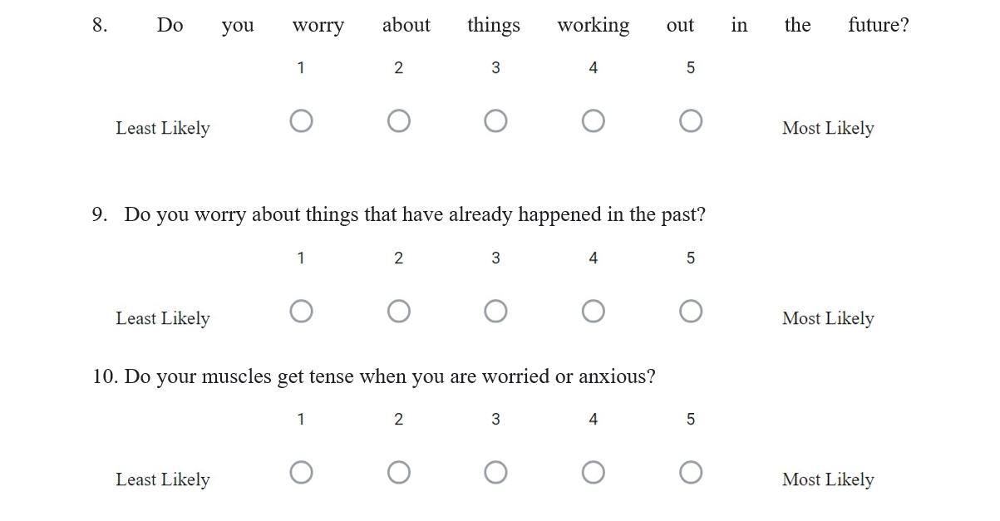 8. Do you worry about things working out in the future?
1 2 3 4 5
Least Likely Most Likely
9. Do you worry about things that have already happened in the past?
1 2 3 4 5
Least Likely Most Likely
10. Do your muscles get tense when you are worried or anxious?
1 2 3 4 5
Least Likely Most Likely